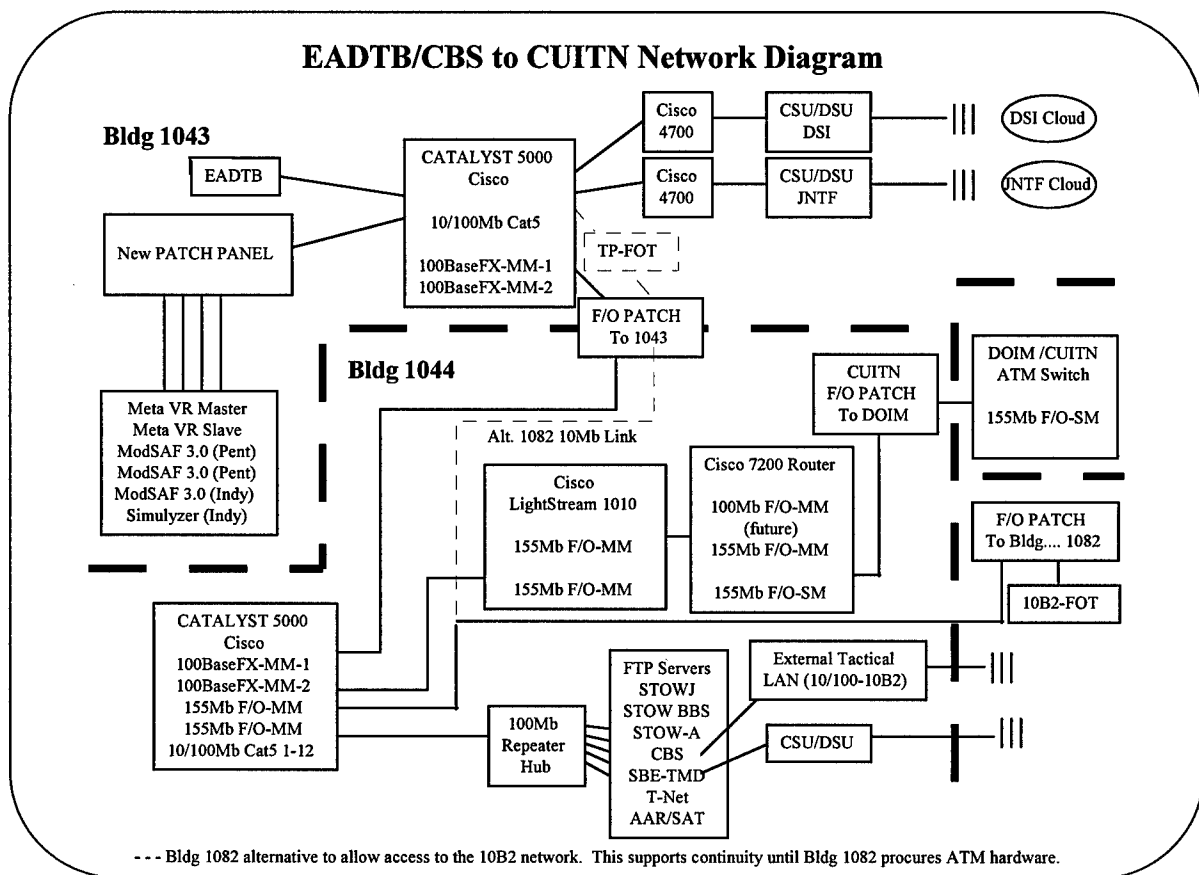 EADTB/CBS to CUITN Network Diagram
Bldg 1043
EADTB
New PATCH PANEL
Meta VR Master
Meta VR Slave
ModSAF 3.0 (Pent)
ModSAF 3.0 (Pent)
ModSAF 3.0 (Indy)
Simulyzer (Indy)
CATALYST 5000
Cisco
10/100Mb Cat5
100BaseFX-MM-1
100BaseFX-MM-2
Cisco
4700
CSU/DSU
DSI
DSI Cloud
Cisco
4700
CSU/DSU
JNTF
JNTF Cloud
TP-FOT
F/O PATCH
To 1043
Bldg 1044
Alt. 1082 10Mb Link
CUITN
F/O PATCH
To DOIM
DOIM /CUITN
ATM Switch
155Mb F/O-SM
Cisco
LightStream 1010
155Mb F/O-MM
155Mb F/O-MM
Cisco 7200 Router
100Mb F/O-MM
(future)
155Mb F/O-MM
155Mb F/O-SM
F/O PATCH
To Bldg.... 1082
10B2-FOT
CATALYST 5000
Cisco
100BaseFX-MM-1
100BaseFX-MM-2
155Mb F/O-MM
155Mb F/O-MM
10/100Mb Cat5 1-12
100Mb
Repeater
Hub
FTP Servers
STOWJ
STOW BBS
STOW-A
CBS
SBE-TMD
T-Net
AAR/SAT
External Tactical
LAN (10/100-10B2)
CSU/DSU
- - - Bldg 1082 alternative to allow access to the 10B2 network. This supports continuity until Bldg 1082 procures ATM hardware.